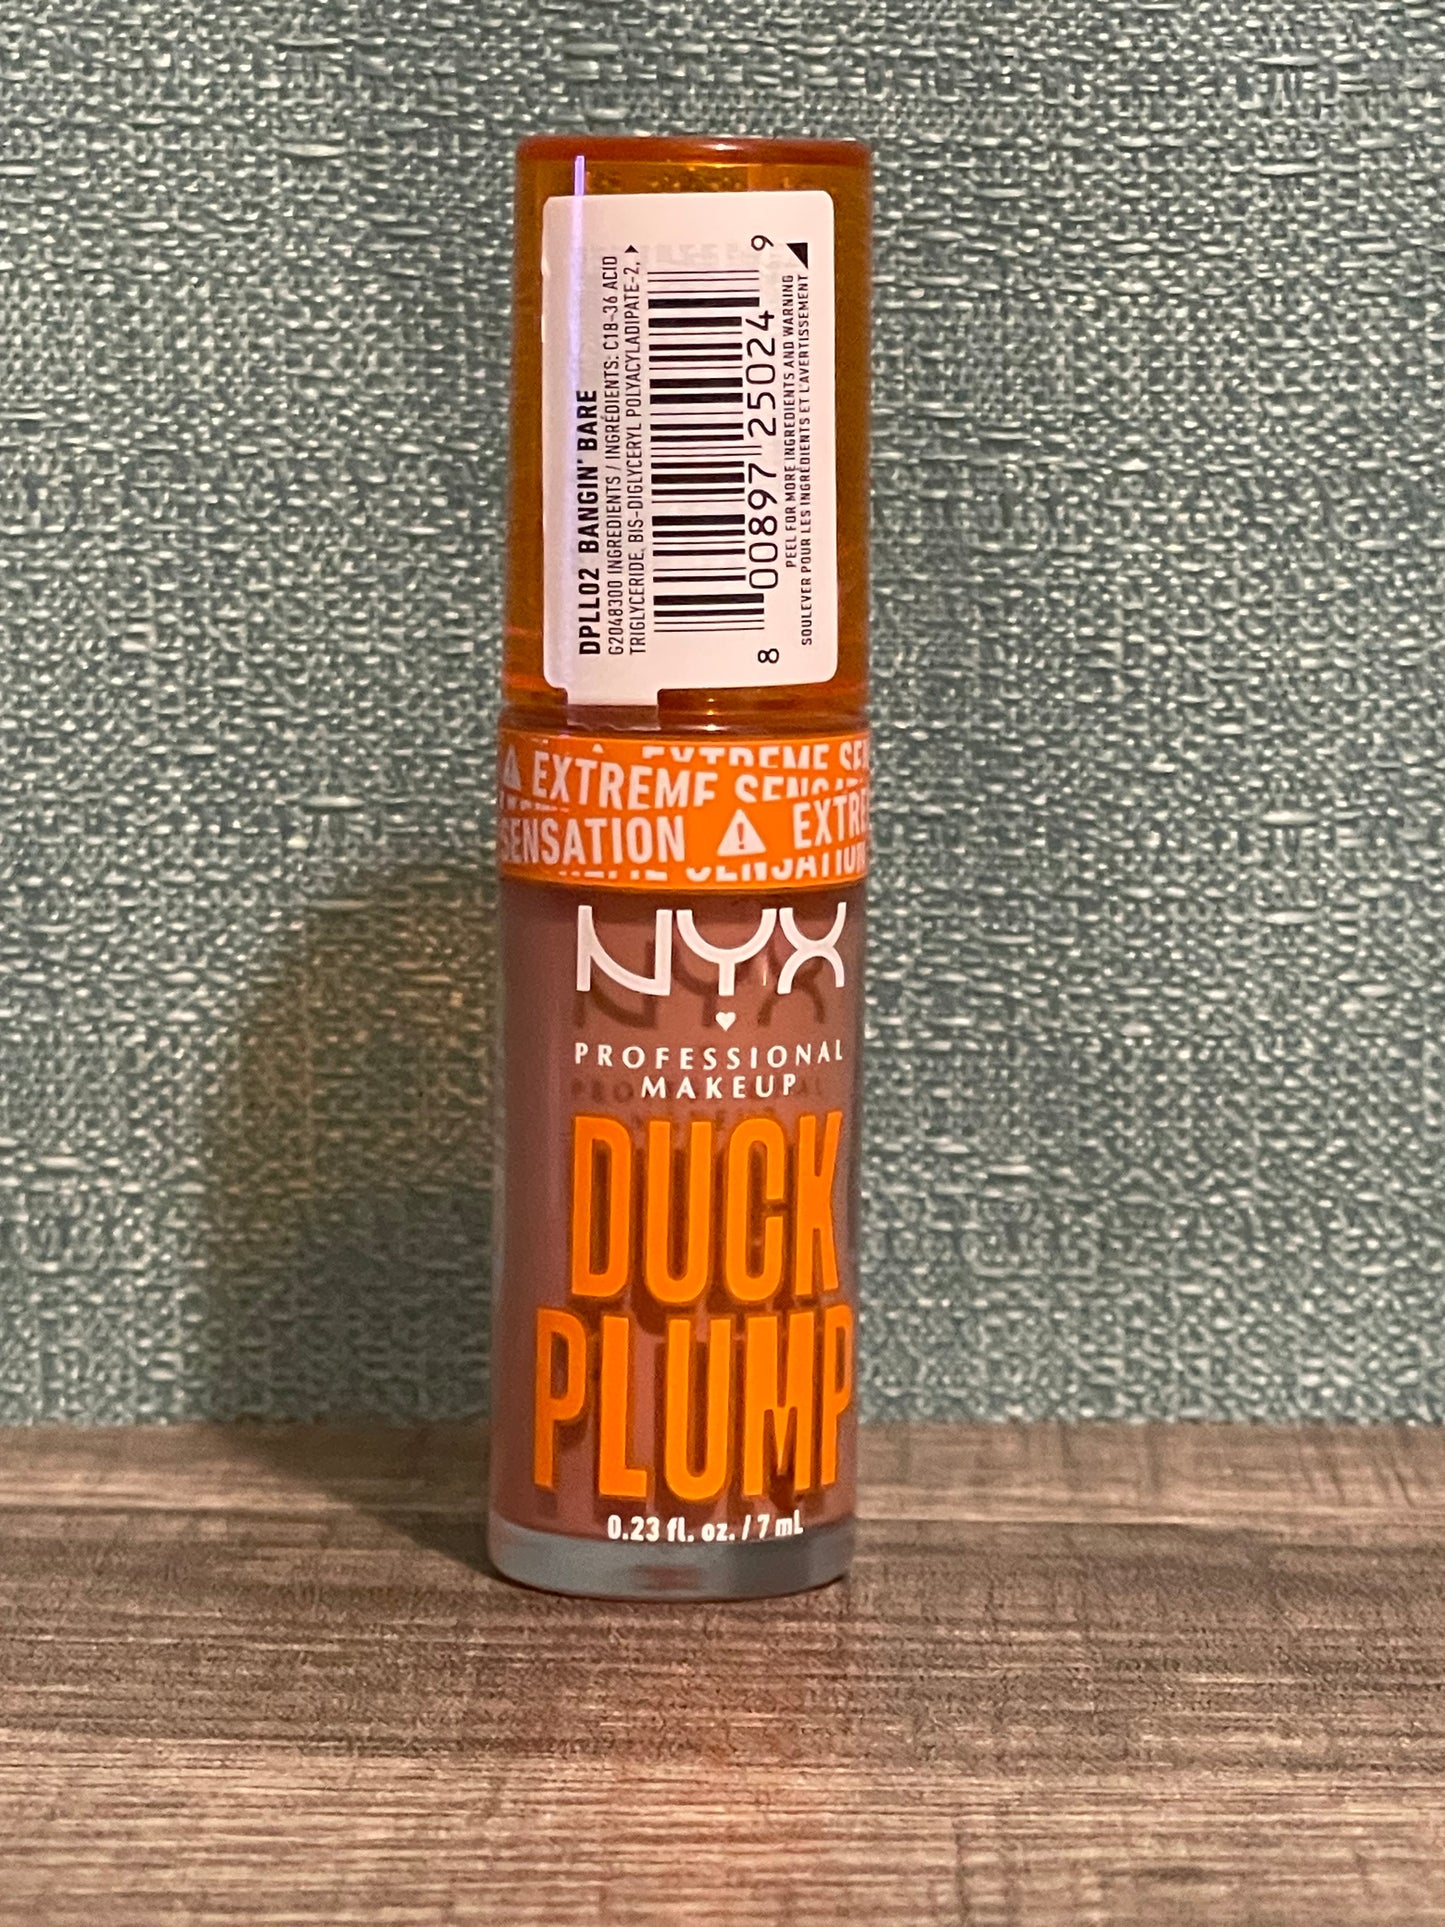 DPLL02 BANGIN' BARE
G2048300 INGREDIENTS / INGRÉDIENTS: C18-36 ACID
TRIGLYCERIDE, BIS-DIGLYCERYL POLYACYLADIPATE-2,
8 00897 25024 9
PEEL FOR MORE INGREDIENTS AND WARNING
SOULEVER POUR LES INGRÉDIENTS ET L'AVERTISSEMENT
EXTREME
EXTREME SENSATION
SENSATION
NYX
PROFESSIONAL
MAKEUP
DUCK
PLUMP
0.23 fl. oz. / 7 mL